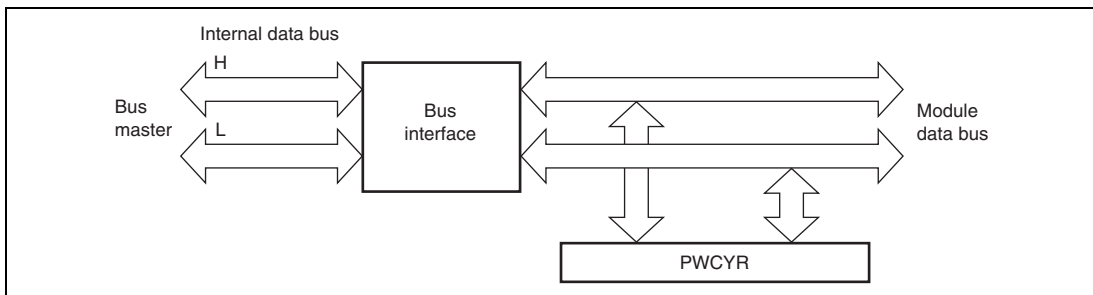 Internal data bus
H
Bus
master
L
Bus
interface
Module
data bus
PWCYR